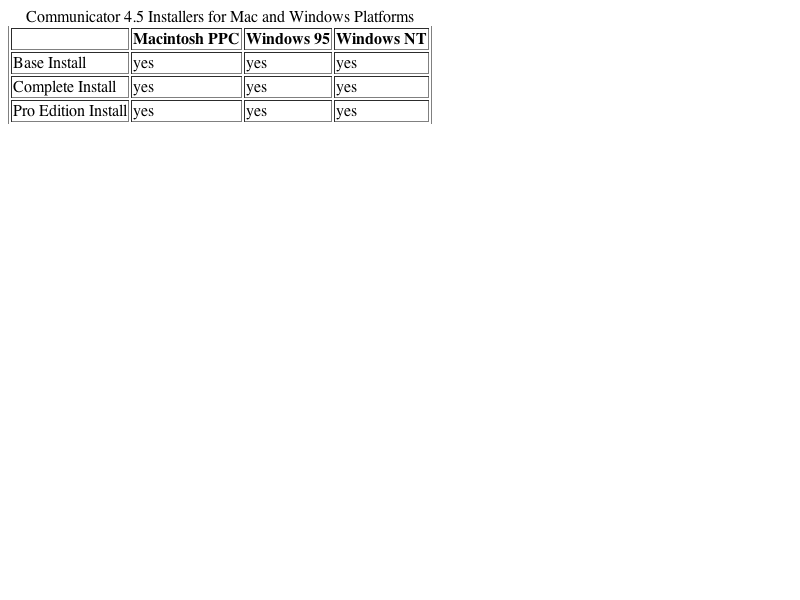 Communicator 4.5 Installers for Mac and Windows Platforms
Macintosh PPC Windows 95 Windows NT
Base Install yes yes yes
Complete Install yes yes yes
Pro Edition Install yes yes yes